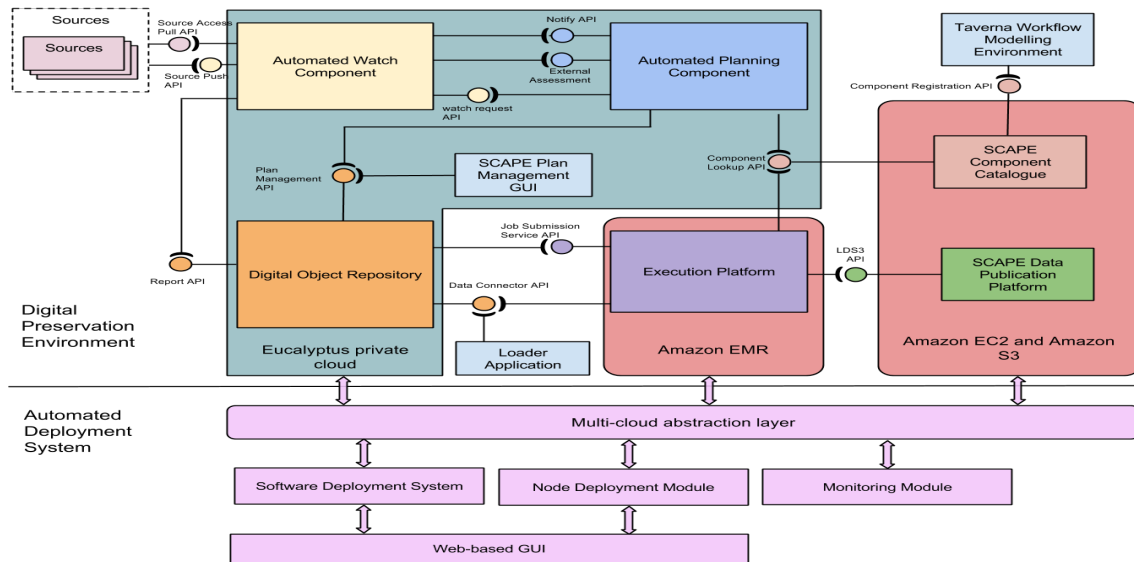 Sources
Sources
Source Access
Pull API
Source Push
API
Automated Watch
Component
Notify API
External
Assessment
watch request
API
Automated Planning
Component
Taverna Workflow
Modelling
Environment
Component Registration API
SCAPE
Component
Catalogue
Component
Lookup API
Plan
Management
API
SCAPE Plan
Management
GUI
Job Submission
Service API
Digital Object Repository
Execution Platform
LDS3
API
SCAPE Data
Publication
Platform
Report API
Data Connector API
Digital
Preservation
Environment
Eucalyptus private
cloud
Loader
Application
Amazon EMR
Amazon EC2 and Amazon
S3
Automated
Deployment
System
Multi-cloud abstraction layer
Software Deployment System
Node Deployment Module
Monitoring Module
Web-based GUI